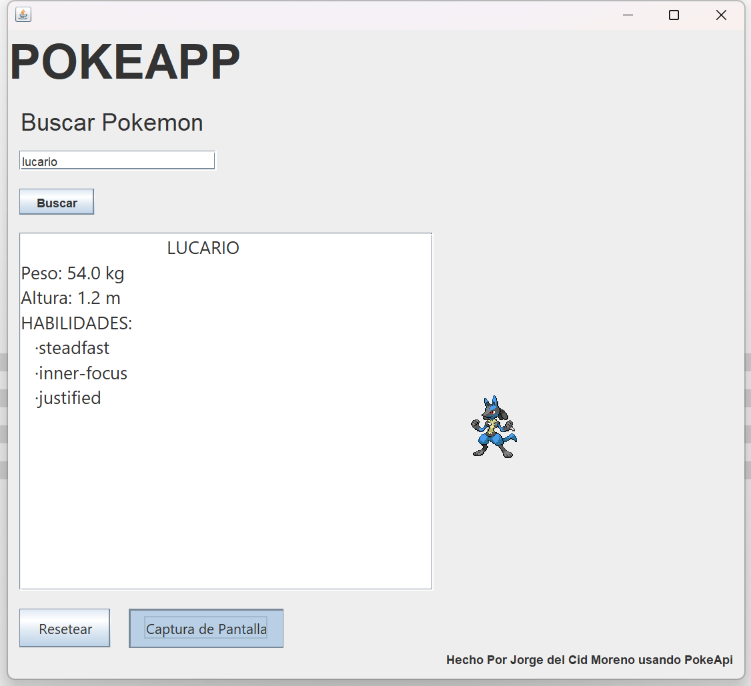 POKEAPP
Buscar Pokemon
lucario
Buscar
LUCARIO
Peso: 54.0 kg
Altura: 1.2 m
HABILIDADES:
·steadfast
·inner-focus
·justified
Resetear
Captura de Pantalla
Hecho Por Jorge del Cid Moreno usando PokeApi